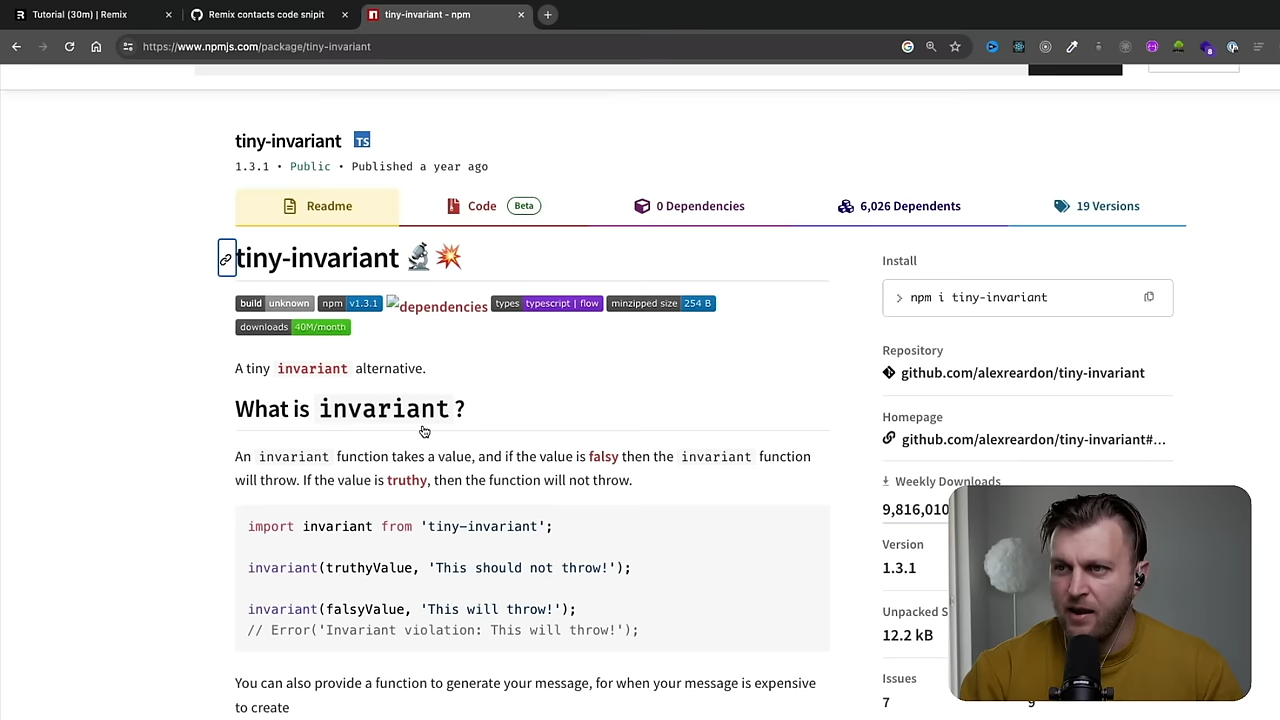 Tutorial (30m) | Remix
Remix contacts code snipit
tiny-invariant - npm
https://www.npmjs.com/package/tiny-invariant
8
tiny-invariant TS
1.3.1 • Public • Published a year ago
Readme
Code Beta
0 Dependencies
6,026 Dependents
19 Versions
tiny-invariant 🔬💥
build unknown npm v1.3.1 dependencies types typescript | flow minzipped size 254 B
downloads 40M/month
A tiny invariant alternative.
What is invariant?
An invariant function takes a value, and if the value is falsy then the invariant function
will throw. If the value is truthy, then the function will not throw.
import invariant from 'tiny-invariant';
invariant(truthyValue, 'This should not throw!');
invariant(falsyValue, 'This will throw!');
// Error('Invariant violation: This will throw!');
You can also provide a function to generate your message, for when your message is expensive
to create
Install
> npm i tiny-invariant
Repository
github.com/alexreardon/tiny-invariant
Homepage
github.com/alexreardon/tiny-invariant#...
Weekly Downloads
9,816,010
Version
1.3.1
Unpacked S
12.2 kB
Issues
7
9